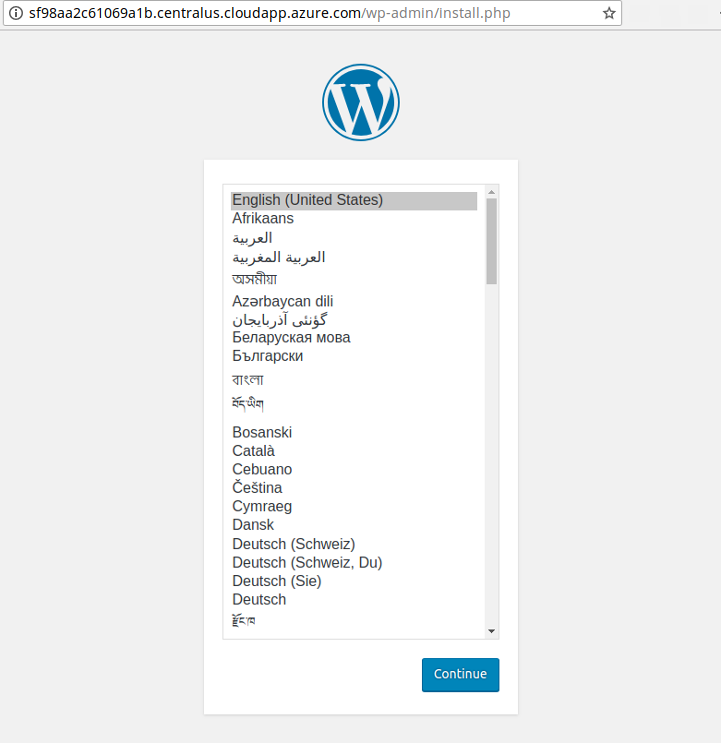 sf98aa2c61069a1b.centralus.cloudapp.azure.com/wp-admin/install.php
English (United States)
Afrikaans
العربية
العربية المغربية
অসমীয়া
Azərbaycan dili
گؤنئی آذربایجان
Беларуская мова
Български
বাংলা
བོད་ཡིག
Bosanski
Català
Cebuano
Čeština
Cymraeg
Dansk
Deutsch (Schweiz)
Deutsch (Schweiz, Du)
Deutsch (Sie)
Deutsch
རྫོང་ཁ
Continue